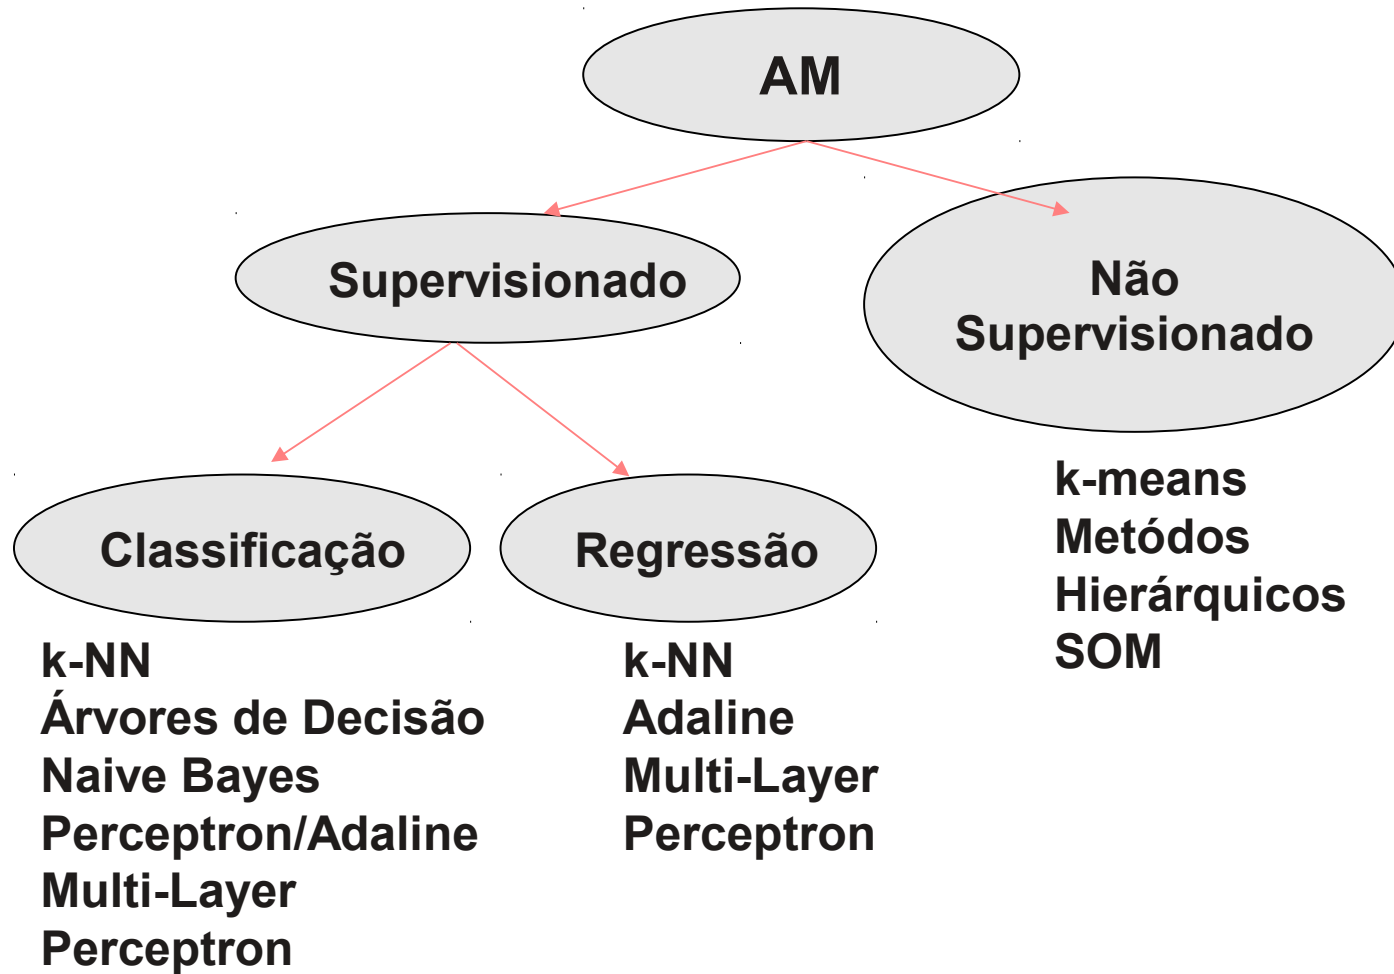 AM
Supervisionado
Não
Supervisionado
Classificação
Regressão
k-means
Metódos
Hierárquicos
SOM
k-NN
Árvores de Decisão
Naive Bayes
Perceptron/Adaline
Multi-Layer
Perceptron
k-NN
Adaline
Multi-Layer
Perceptron